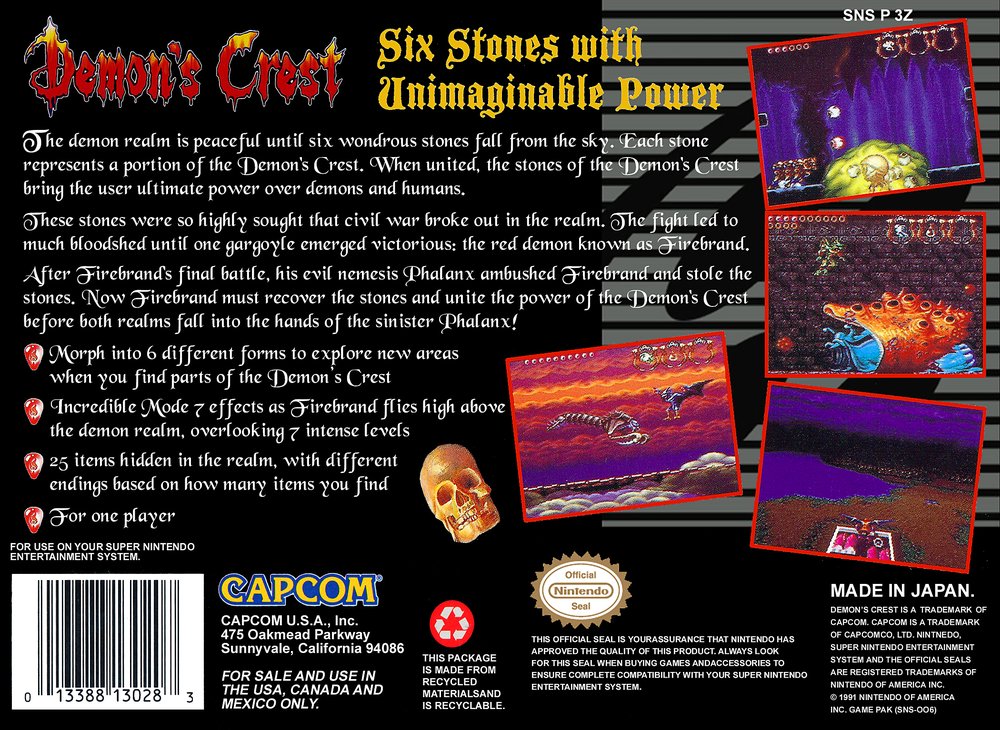 SNS P 3Z
Demon's Crest
Six Stones with
Unimaginable Power
The demon realm is peaceful until six wondrous stones fall from the sky. Each stone
represents a portion of the Demon's Crest. When united, the stones of the Demon's Crest
bring the user ultimate power over demons and humans.
These stones were so highly sought that civil war broke out in the realm. The fight led to
much bloodshed until one gargoyle emerged victorious: the red demon known as Firebrand.
After Firebrand's final battle, his evil nemesis Phalanx ambushed Firebrand and stole the
stones. Now Firebrand must recover the stones and unite the power of the Demon's Crest
before both realms fall into the hands of the sinister Phalanx!
Morph into 6 different forms to explore new areas
when you find parts of the Demon's Crest
Incredible Mode 7 effects as Firebrand flies high above
the demon realm, overlooking 7 intense levels
25 items hidden in the realm, with different
endings based on how many items you find
For one player
FOR USE ON YOUR SUPER NINTENDO
ENTERTAINMENT SYSTEM.
0 13388 13028 3
CAPCOM®
CAPCOM U.S.A., Inc.
475 Oakmead Parkway
Sunnyvale, California 94086
FOR SALE AND USE IN
THE USA, CANADA AND
MEXICO ONLY.
THIS PACKAGE
IS MADE FROM
RECYCLED
MATERIALSAND
IS RECYCLABLE.
Official
Nintendo
Seal
THIS OFFICIAL SEAL IS YOURASSURANCE THAT NINTENDO HAS
APPROVED THE QUALITY OF THIS PRODUCT. ALWAYS LOOK
FOR THIS SEAL WHEN BUYING GAMES ANDACCESSORIES TO
ENSURE COMPLETE COMPATIBILITY WITH YOUR SUPER NINTENDO
ENTERTAINMENT SYSTEM.
MADE IN JAPAN.
DEMON'S CREST IS A TRADEMARK OF
CAPCOM. CAPCOM IS A TRADEMARK
OF CAPCOMCO, LTD. NINTNEDO,
SUPER NINTENDO ENTERTAINMENT
SYSTEM AND THE OFFICIAL SEALS
ARE REGISTERED TRADEMARKS OF
NINTENDO OF AMERICA INC.
© 1991 NINTENDO OF AMERICA
INC. GAME PAK (SNS-OO6)